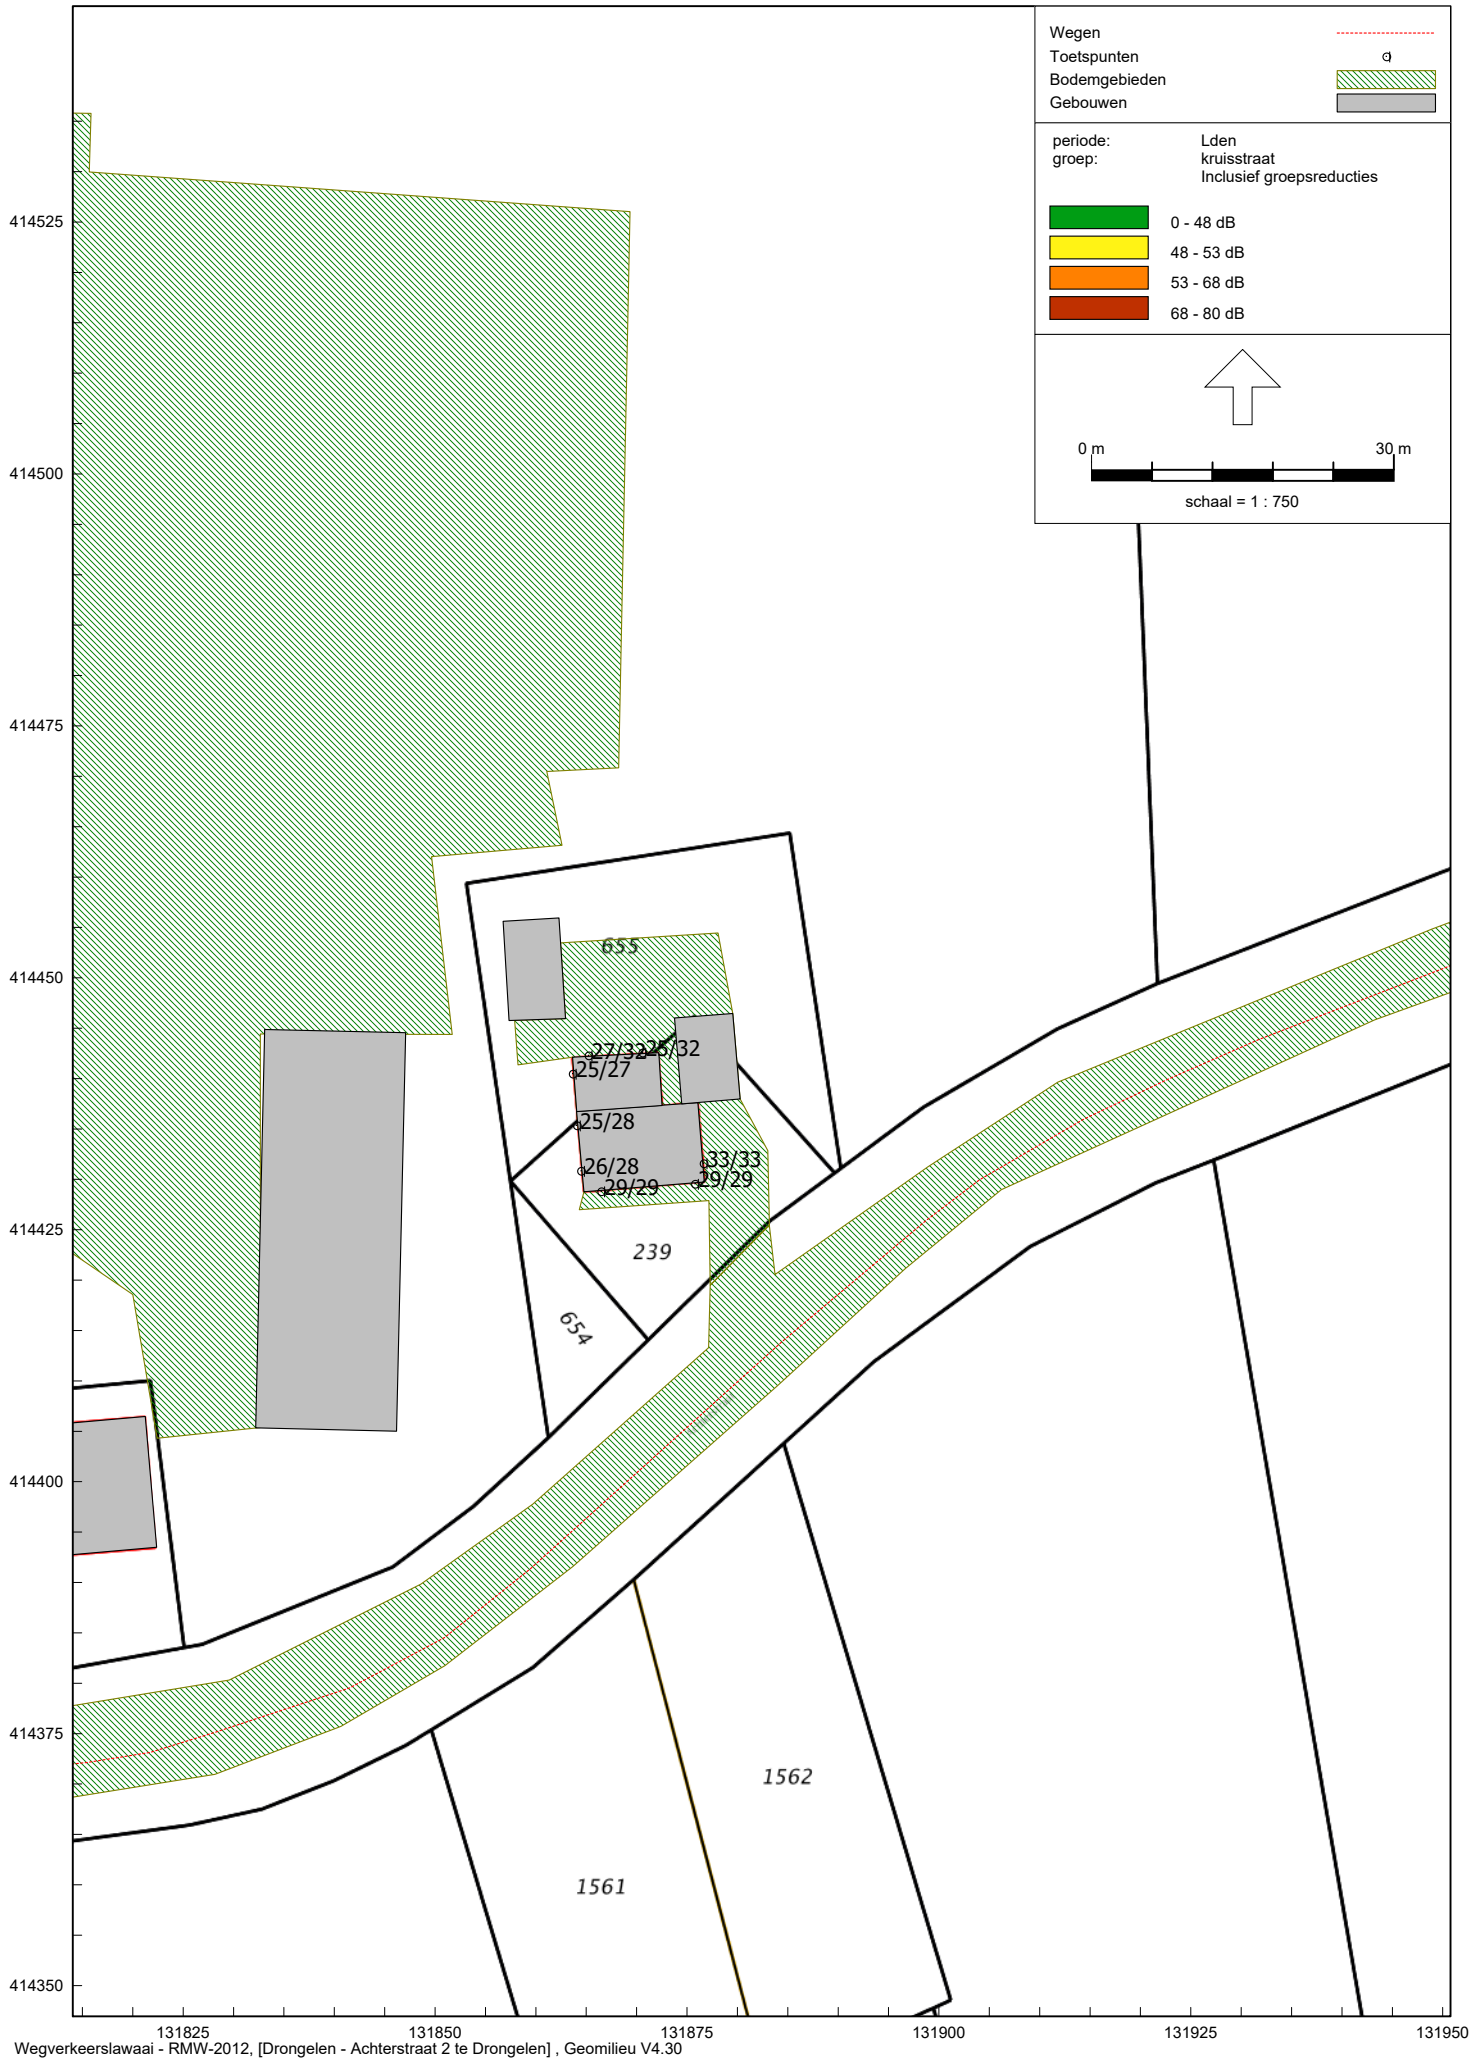 Wegen
Toetspunten
Bodemgebieden
Gebouwen
periode: Lden
groep: kruisstraat
Inclusief groepsreducties
0 - 48 dB
48 - 53 dB
53 - 68 dB
68 - 80 dB
0 m 30 m
schaal = 1 : 750
414525
414500
414475
414450
414425
414400
414375
414350
655
27/32
25/32
25/27
25/28
26/28
33/33
29/29
29/29
239
654
1562
1561
131825 131850 131875 131900 131925 131950
Wegverkeerslawaai - RMW-2012, [Drongelen - Achterstraat 2 te Drongelen] , Geomilieu V4.30